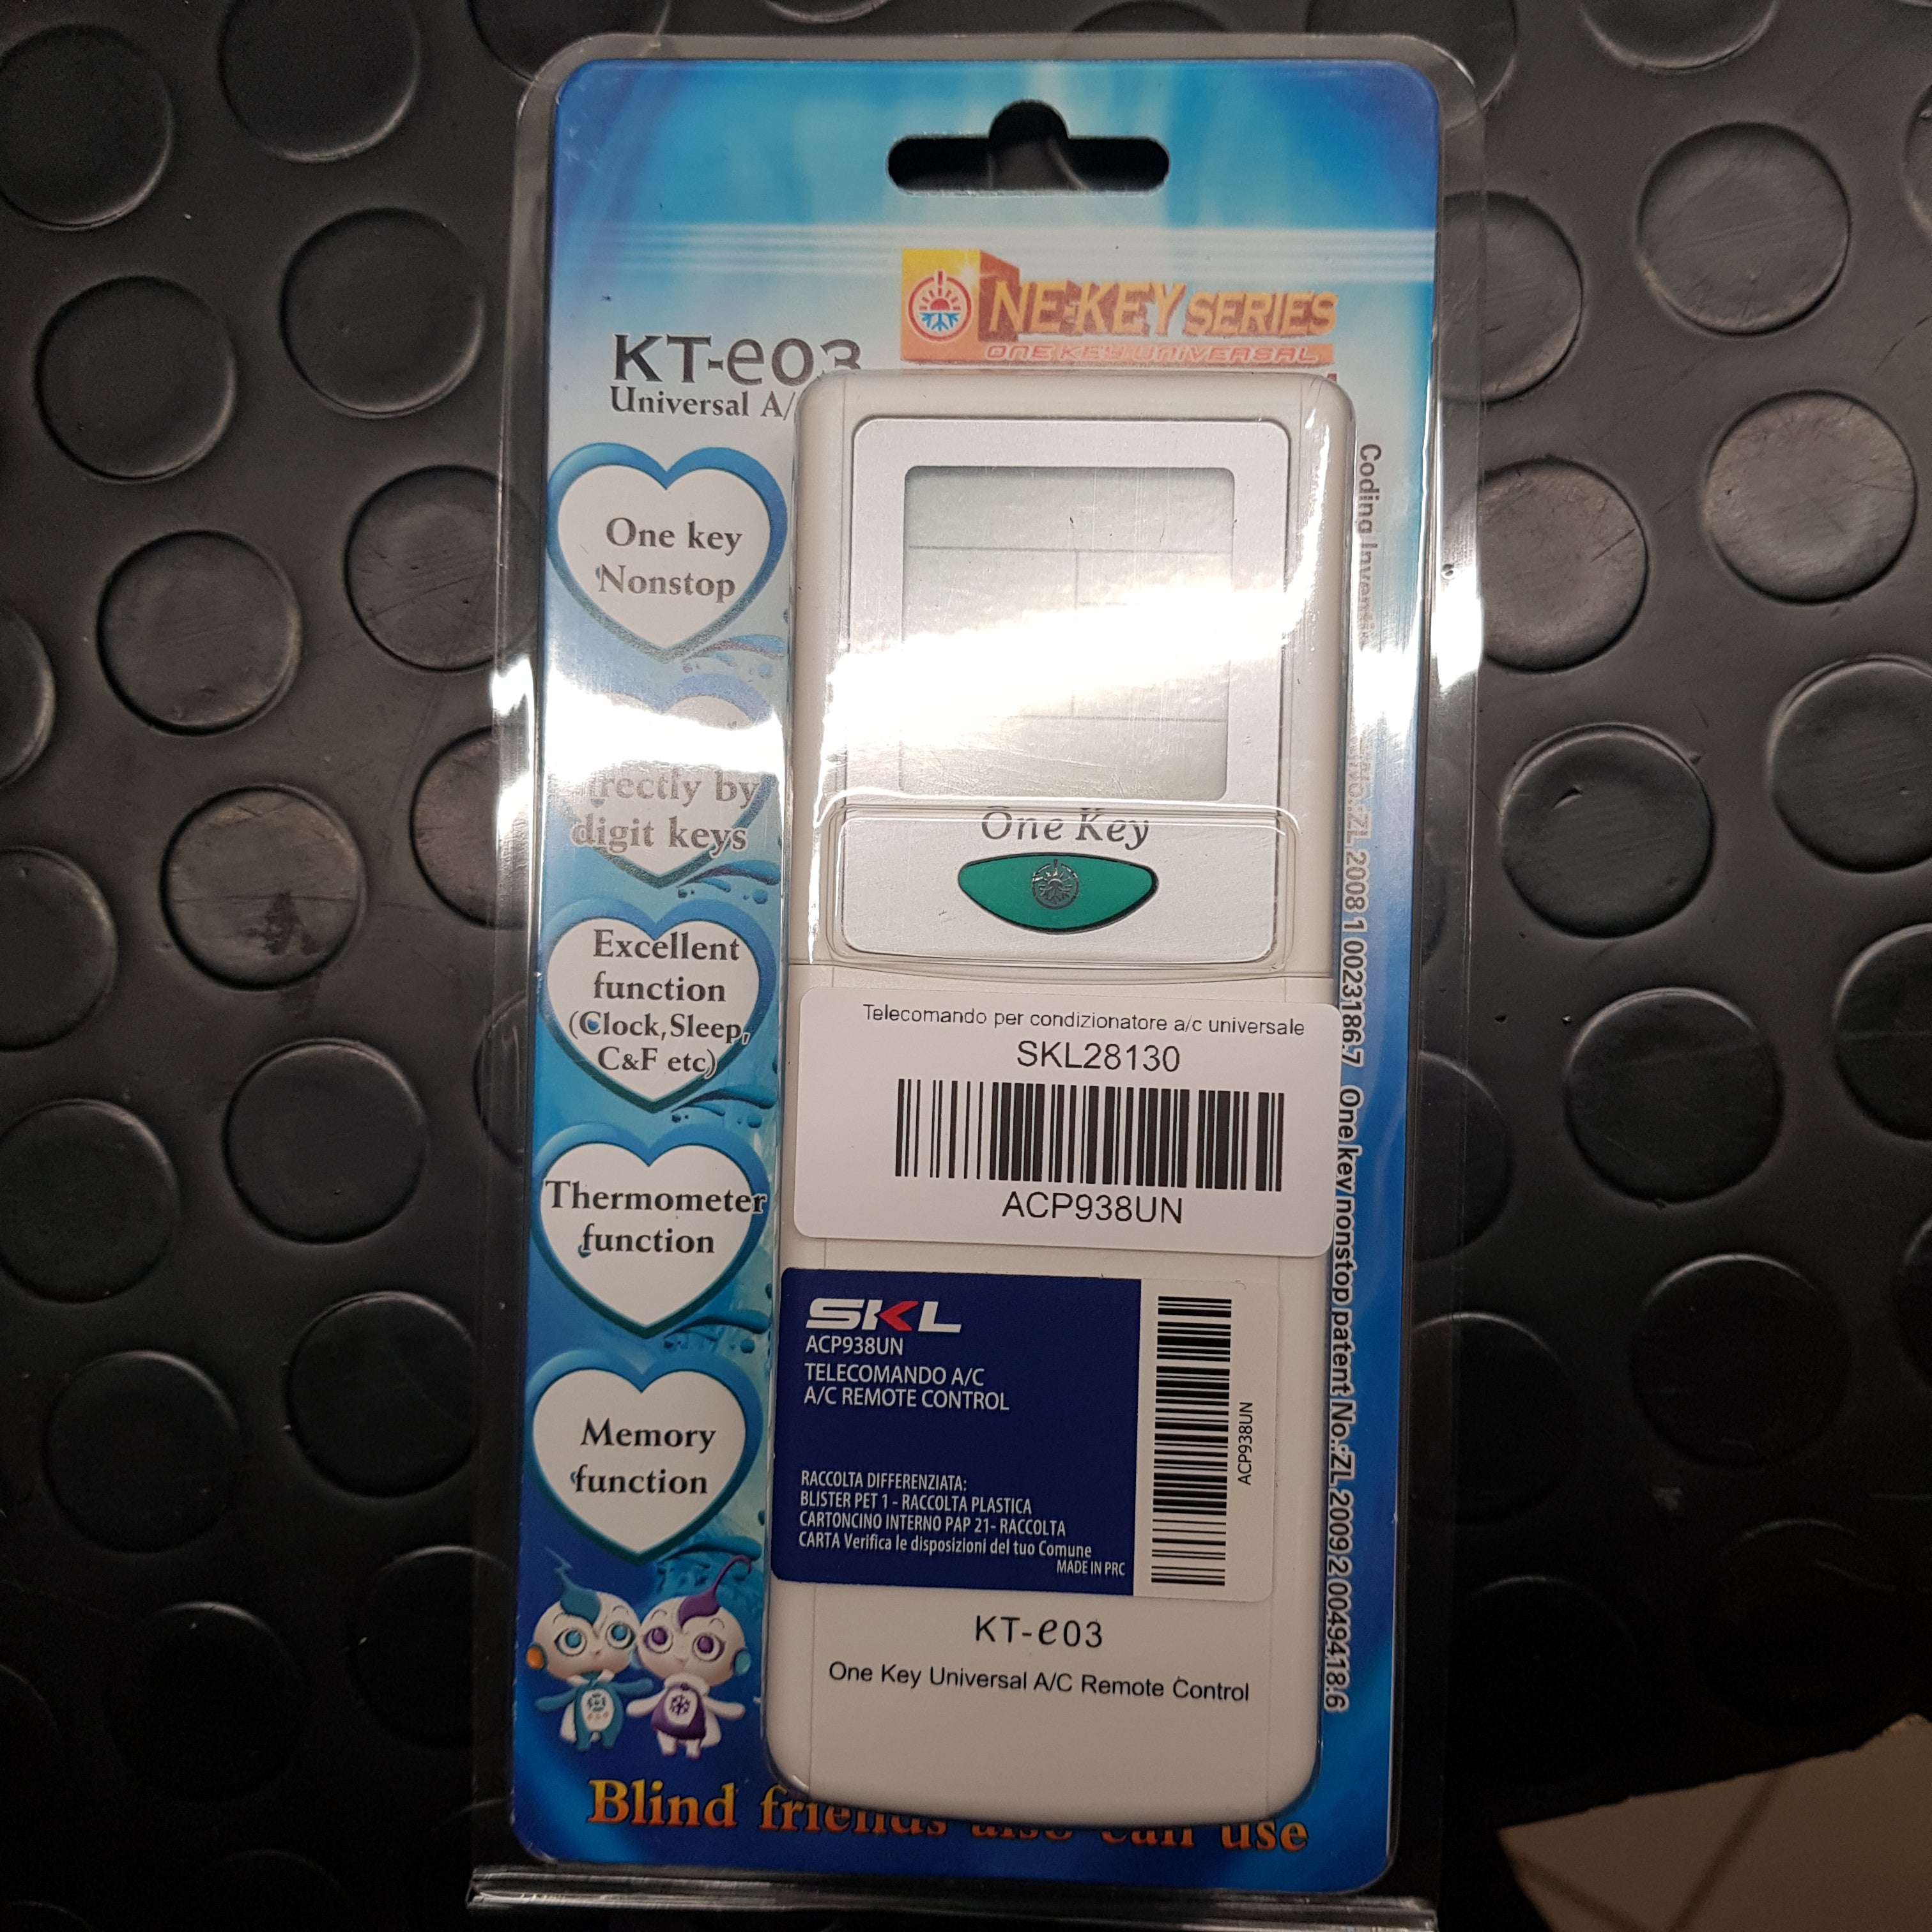 NE-KEY SERIES
ONE KEY UNIVERSAL
KT-e03
Universal A/
One key
Nonstop
by
digit keys
Excellent
function
(Clock,Sleep,
C&F etc)
Thermometer
function
Memory
function
Coding
No.:ZL 2008 1 0023186.7 One key nonstop patent No.:ZL 2009 2 0049418.6
One Key
Telecomando per condizionatore a/c universale
SKL28130
ACP938UN
SKL
ACP938UN
TELECOMANDO A/C
A/C REMOTE CONTROL
RACCOLTA DIFFERENZIATA:
BLISTER PET 1 - RACCOLTA PLASTICA
CARTONCINO INTERNO PAP 21- RACCOLTA
CARTA Verifica le disposizioni del tuo Comune
MADE IN PRC
ACP938UN
KT-e03
One Key Universal A/C Remote Control
Blind friends also can use